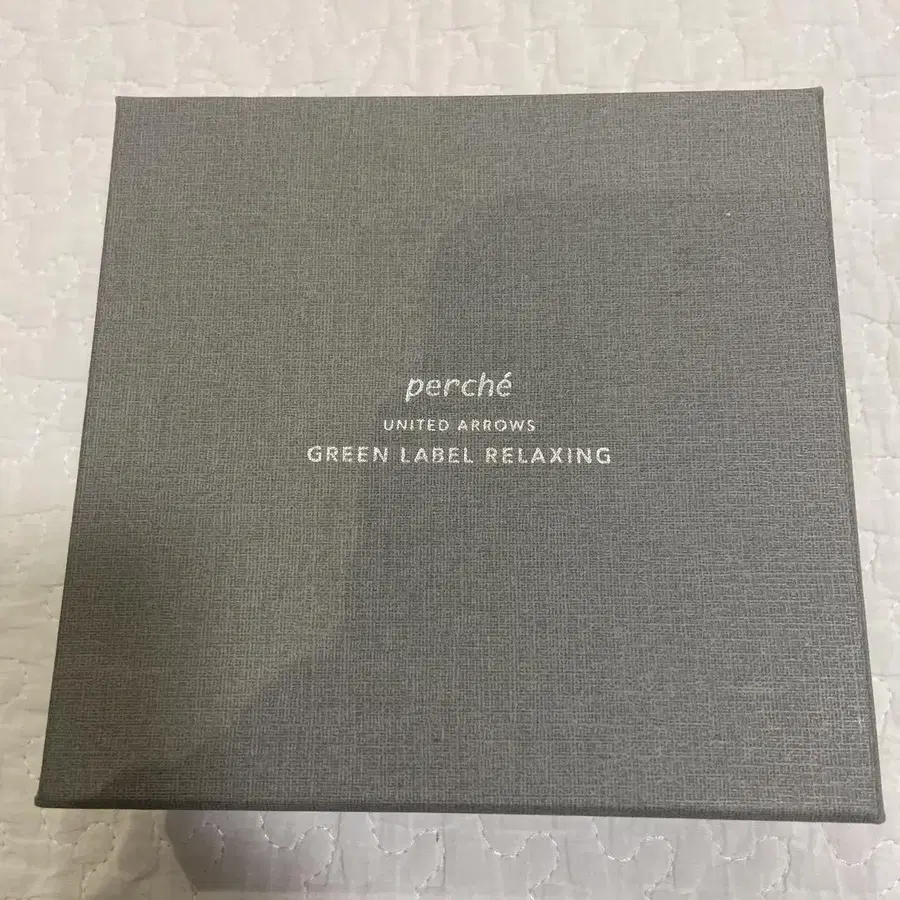 perché
UNITED ARROWS
GREEN LABEL RELAXING